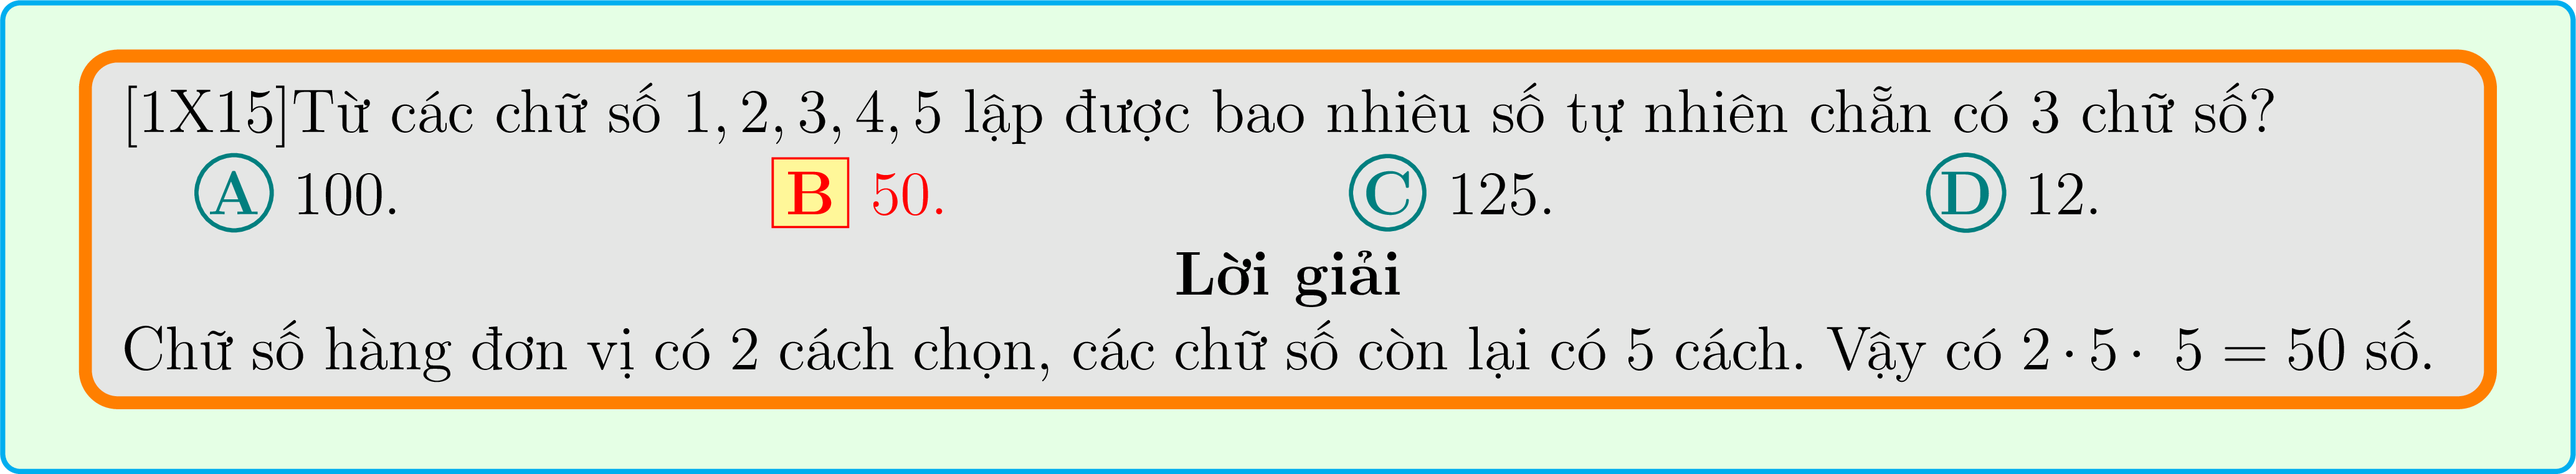 [1X15]Từ các chữ số 1, 2, 3, 4, 5 lập được bao nhiêu số tự nhiên chẵn có 3 chữ số?
A 100. B 50. C 125. D 12.
Lời giải
Chữ số hàng đơn vị có 2 cách chọn, các chữ số còn lại có 5 cách. Vậy có 2 · 5 · 5 = 50 số.